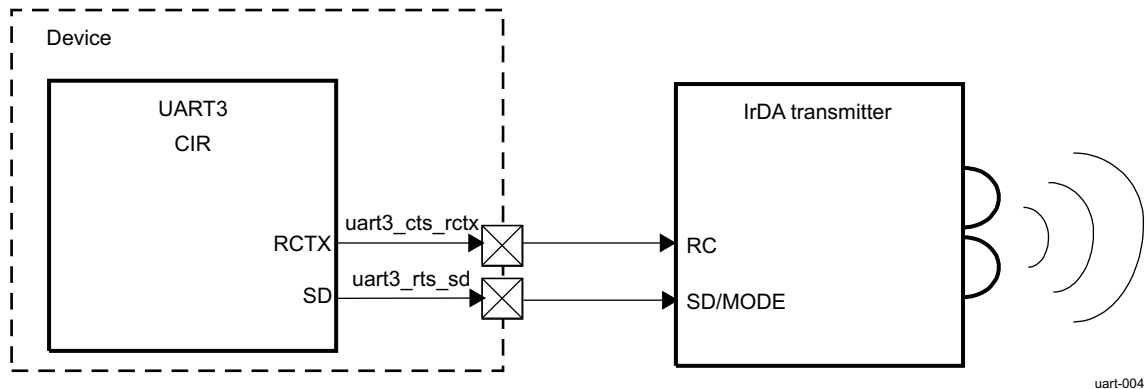 Device
UART3
CIR
IrDA transmitter
uart3_cts_rctx
RCTX
RC
uart3_rts_sd
SD
SD/MODE
uart-004